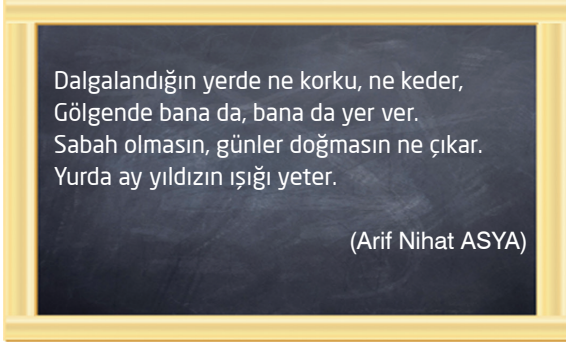 Dalgalandığın yerde ne korku, ne keder,
Gölgende bana da, bana da yer ver.
Sabah olmasın, günler doğmasın ne çıkar.
Yurda ay yıldızın ışığı yeter.
(Arif Nihat ASYA)